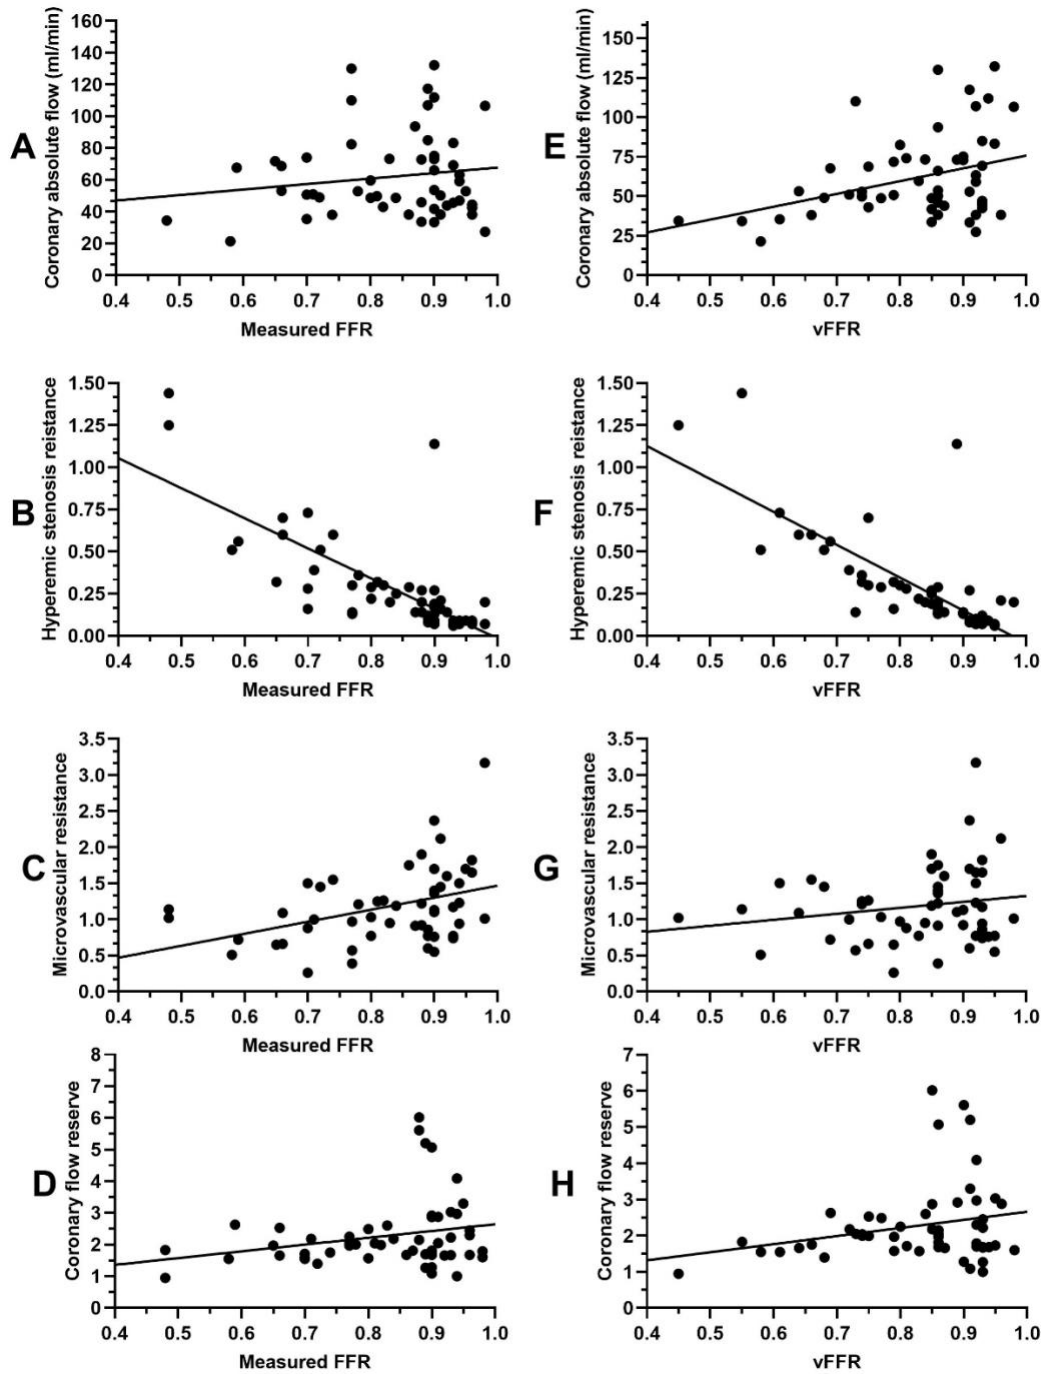 A
Coronary absolute flow (ml/min)
160
140
120
100
80
60
40
20
0
0.4 0.5 0.6 0.7 0.8 0.9 1.0
Measured FFR
E
Coronary absolute flow (ml/min)
150
125
100
75
50
25
0
0.4 0.5 0.6 0.7 0.8 0.9 1.0
vFFR
B
Hyperemic stenosis reistance
1.50
1.25
1.00
0.75
0.50
0.25
0.00
0.4 0.5 0.6 0.7 0.8 0.9 1.0
Measured FFR
F
Hyperemic stenosis reistance
1.50
1.25
1.00
0.75
0.50
0.25
0.00
0.4 0.5 0.6 0.7 0.8 0.9 1.0
vFFR
C
Microvascular resistance
3.5
3.0
2.5
2.0
1.5
1.0
0.5
0.0
0.4 0.5 0.6 0.7 0.8 0.9 1.0
Measured FFR
G
Microvascular resistance
3.5
3.0
2.5
2.0
1.5
1.0
0.5
0.0
0.4 0.5 0.6 0.7 0.8 0.9 1.0
vFFR
D
Coronary flow reserve
8
7
6
5
4
3
2
1
0
0.4 0.5 0.6 0.7 0.8 0.9 1.0
Measured FFR
H
Coronary flow reserve
7
6
5
4
3
2
1
0
0.4 0.5 0.6 0.7 0.8 0.9 1.0
vFFR